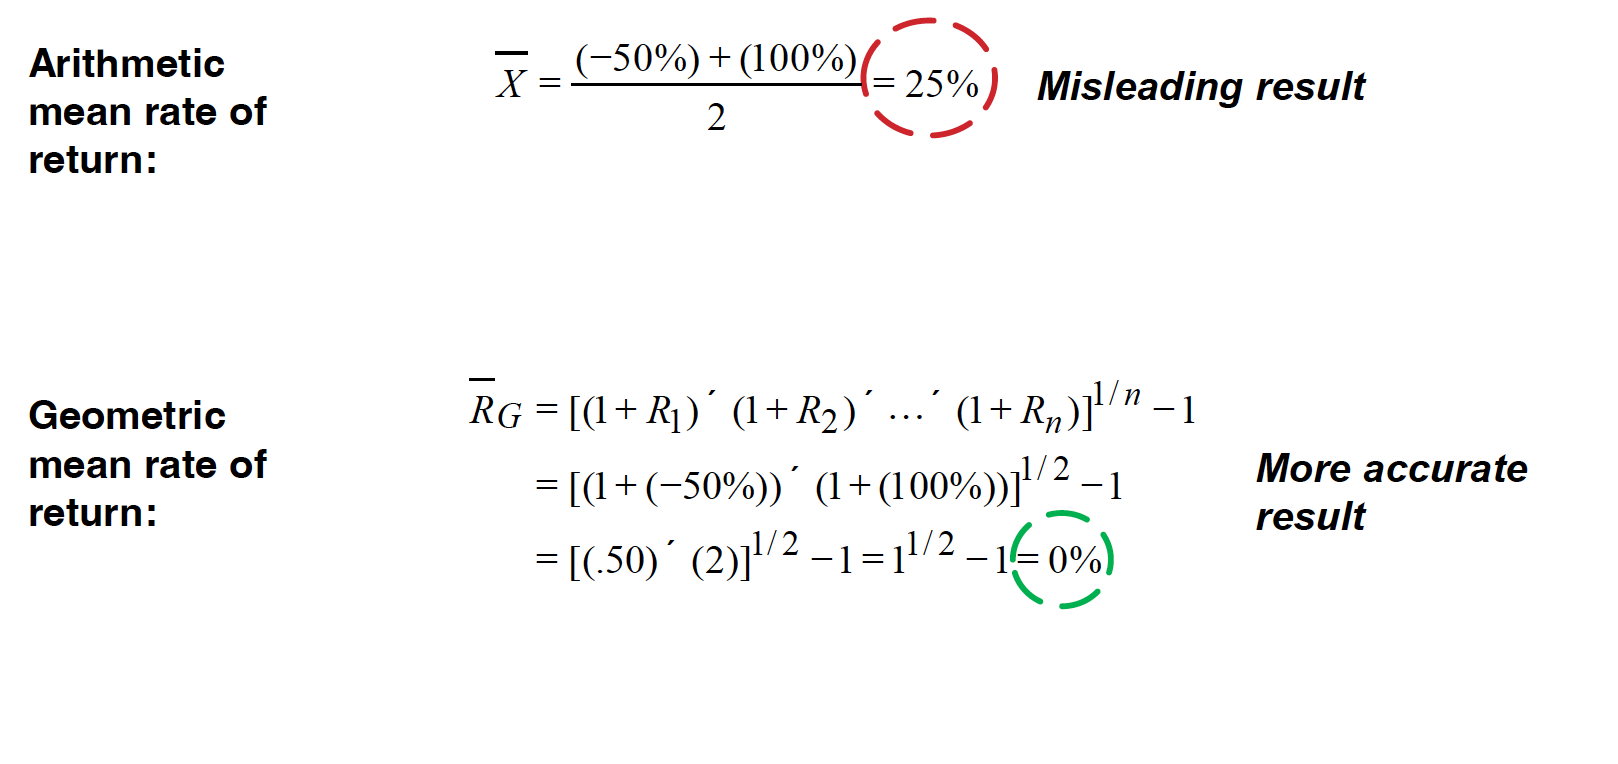 Arithmetic
mean rate of
return:
X̄ = (−50%) + (100%) / 2 = 25%
Misleading result
Geometric
mean rate of
return:
R̄G = [(1 + R1)´ (1 + R2)´ …´ (1 + Rn)]^1/n − 1
= [(1 + (−50%))´ (1 + (100%))]^1/2 − 1
= [(.50)´ (2)]^1/2 − 1 = 1^1/2 − 1 = 0%
More accurate
result